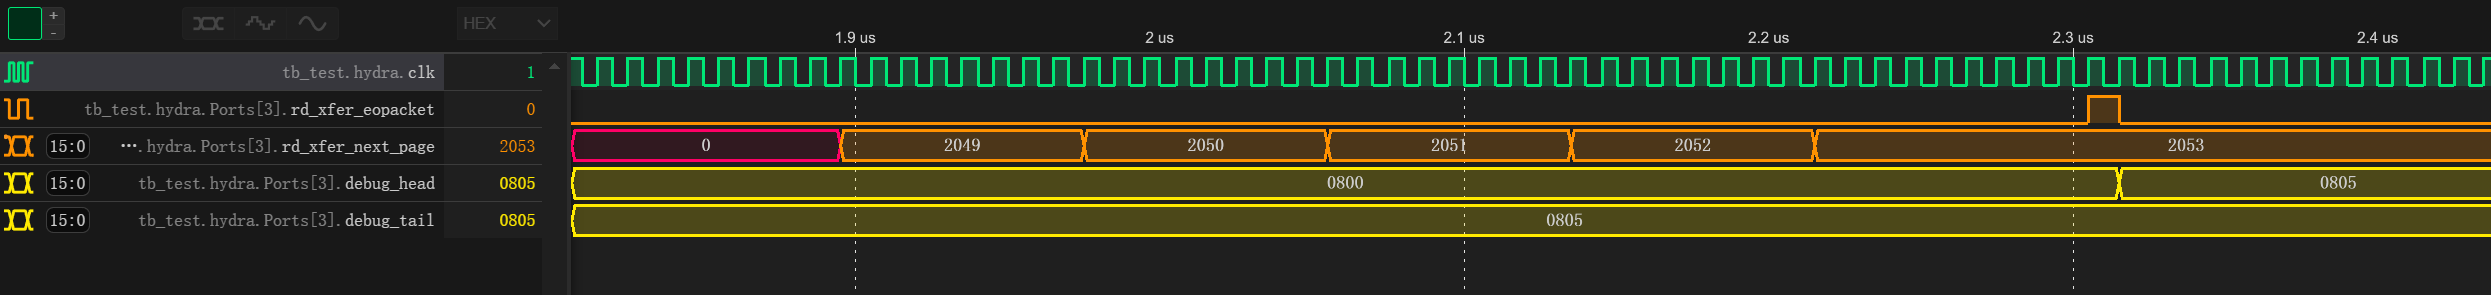 +
-
HEX
1.9 us 2 us 2.1 us 2.2 us 2.3 us 2.4 us
tb_test.hydra.clk 1
tb_test.hydra.Ports[3].rd_xfer_eopacket 0
15:0 ….hydra.Ports[3].rd_xfer_next_page 2053 0 2049 2050 2051 2052 2053
15:0 tb_test.hydra.Ports[3].debug_head 0805 0800 0805
15:0 tb_test.hydra.Ports[3].debug_tail 0805 0805